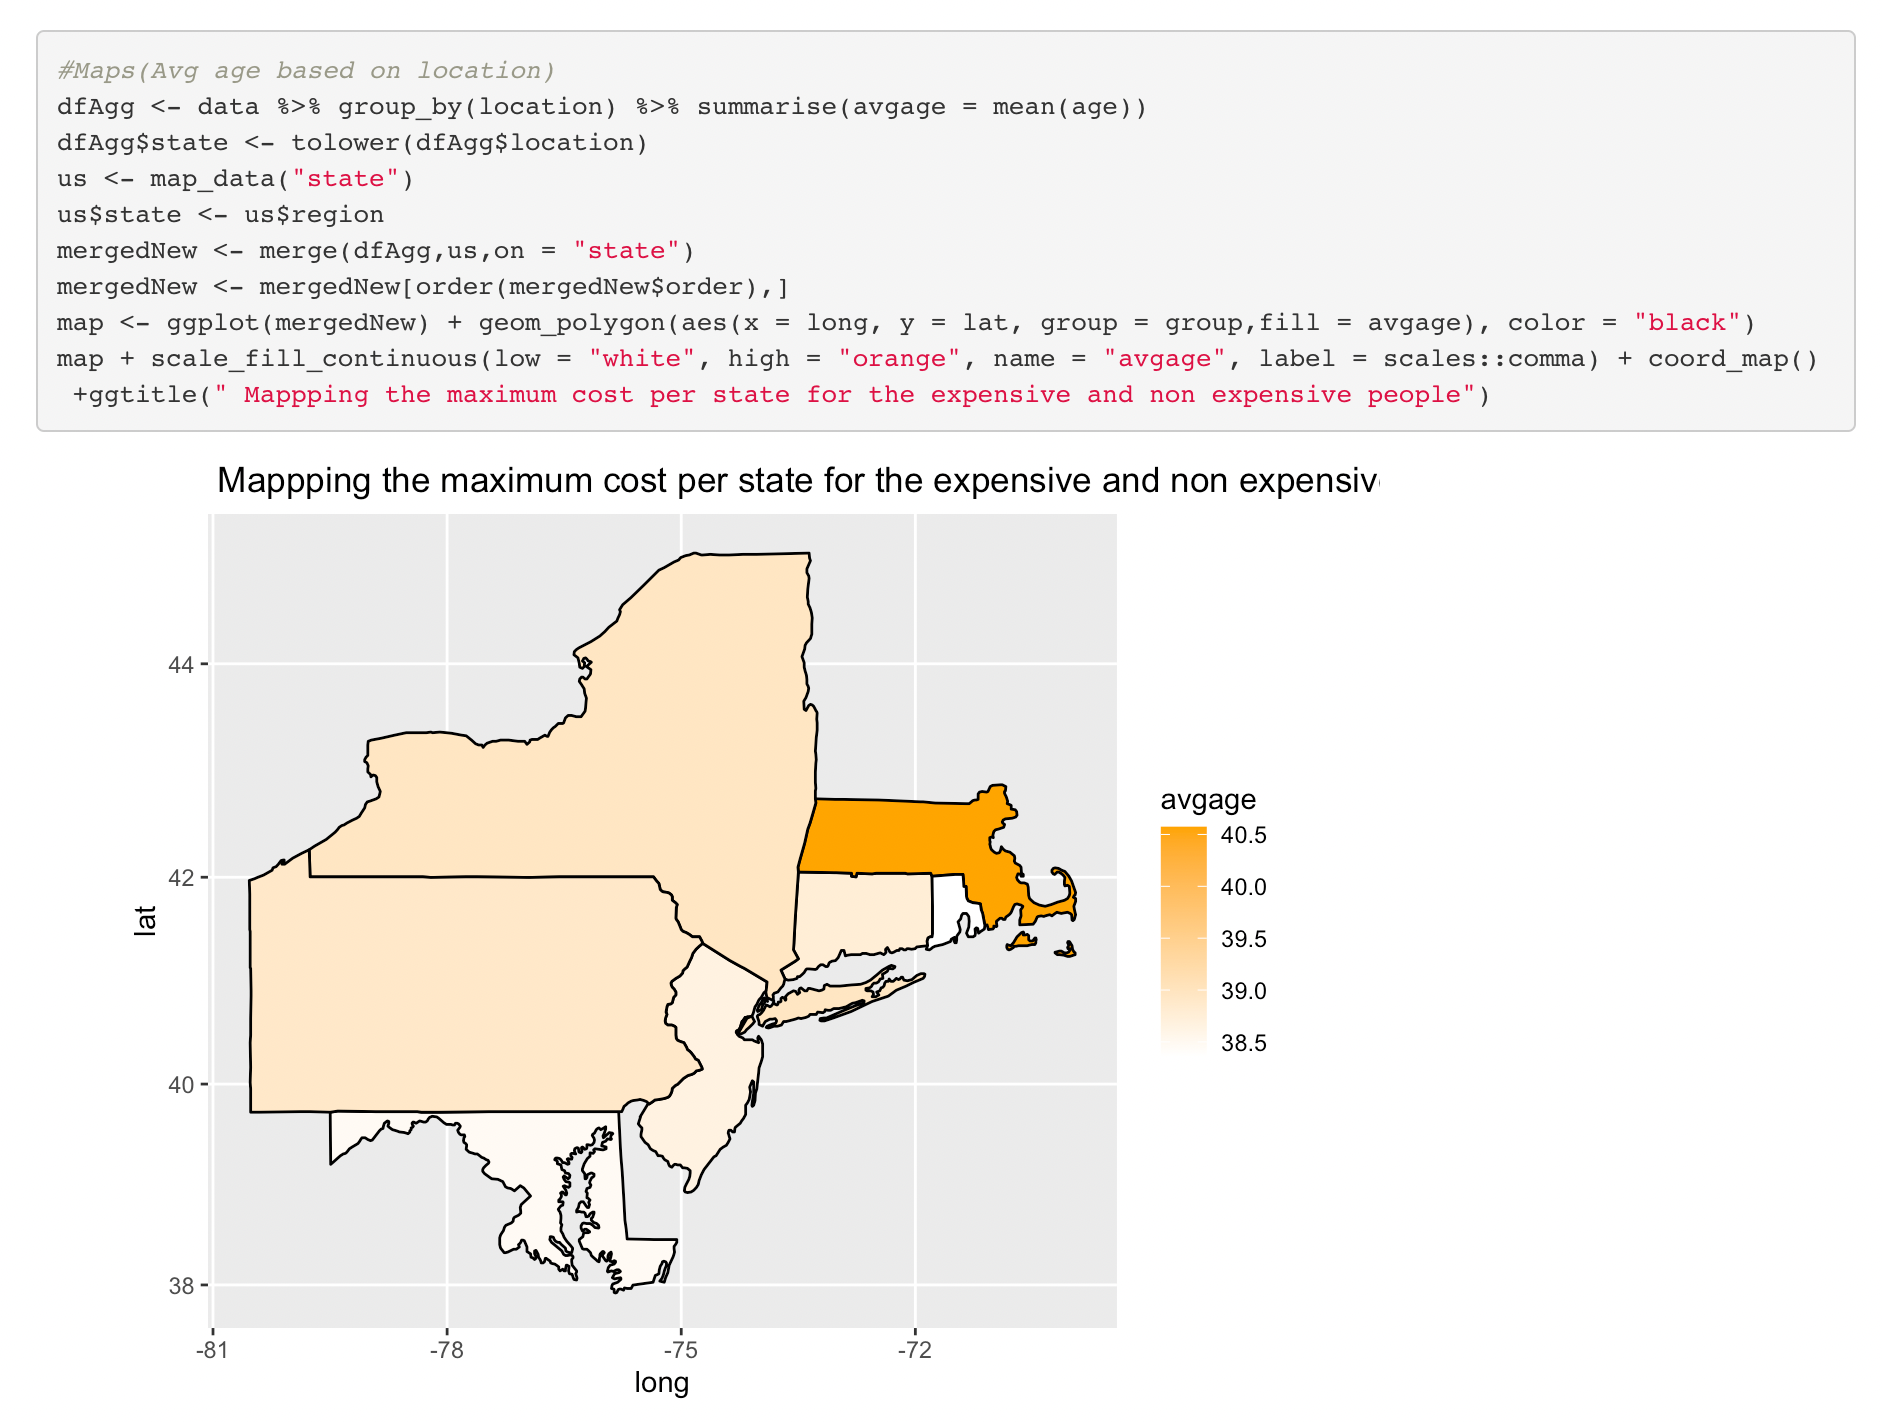 #Maps(Avg age based on location)
dfAgg <- data %>% group_by(location) %>% summarise(avgage = mean(age))
dfAgg$state <- tolower(dfAgg$location)
us <- map_data("state")
us$state <- us$region
mergedNew <- merge(dfAgg,us,on = "state")
mergedNew <- mergedNew[order(mergedNew$order),]
map <- ggplot(mergedNew) + geom_polygon(aes(x = long, y = lat, group = group,fill = avgage), color = "black")
map + scale_fill_continuous(low = "white", high = "orange", name = "avgage", label = scales::comma) + coord_map()
+ggtitle(" Mappping the maximum cost per state for the expensive and non expensive people")
Mappping the maximum cost per state for the expensive and non expensiv
44
42
40
38
lat
-81
-78
-75
-72
long
avgage
40.5
40.0
39.5
39.0
38.5